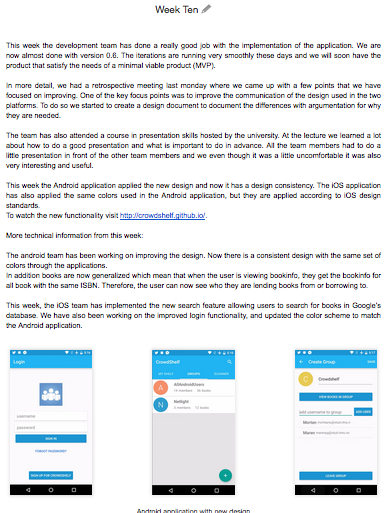 Week Ten
This week the development team has done a really good job with the implementation of the application. We are
now almost done with version 0.6. The iterations are running very smoothly these days and we will soon have the
product that satisfy the needs of a minimal viable product (MVP).
In more detail, we had a retrospective meeting last monday where we came up with a few points that we have
focused on improving. One of the key focus points was to improve the communication of the design used in the two
platforms. To do so we started to create a design document to document the differences with argumentation for why
they are needed.
The team has also attended a course in presentation skills hosted by the university. At the lecture we learned a lot
about how to do a good presentation and what is important to do in advance. All the team members had to do a
little presentation in front of the other team members and we even though it was a little uncomfortable it was also
very interesting and useful.
This week the Android application applied the new design and now it has a design consistency. The iOS application
has also applied the same colors used in the Android application, but they are applied according to iOS design
standards.
To watch the new functionality visit http://crowdshelf.github.io/.
More technical information from this week:
The android team has been working on improving the design. Now there is a consistent design with the same set of
colors through the applications.
In addition books are now generalized which mean that when the user is viewing bookinfo, they get the bookinfo for
all book with the same ISBN. Therefore, the user can now see who they are lending books from or borrowing to.
This week, the iOS team has implemented the new search feature allowing users to search for books in Google's
database. We have also been working on the improved login functionality, and updated the color scheme to match
the Android application.
Login
username
password
SIGN IN
FORGOT PASSWORD?
SIGN UP FOR CROWDSHELF
CrowdShelf
MY SHELF GROUPS SCANNER
A
AllAndroidUsers
N
Netlight
Create Group
SAVE
C
Crowdshelf
VIEW BOOKS IN GROUP
add username to group
ADD USER
Morten
Maren
LEAVE GROUP
Android application with new design